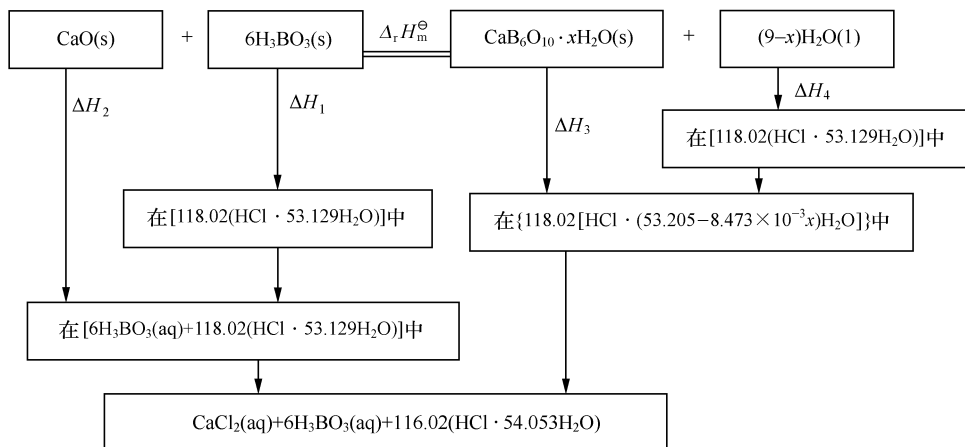 CaO(s) + 6H₃BO₃(s) ΔᵣH⊖m CaB₆O₁₀·xH₂O(s) + (9–x)H₂O(1)
ΔH₂ ΔH₁ ΔH₃ ΔH₄
在[118.02(HCl·53.129H₂O)]中
在[118.02(HCl·53.129H₂O)]中 在{118.02[HCl·(53.205−8.473×10⁻³x)H₂O]}中
在[6H₃BO₃(aq)+118.02(HCl·53.129H₂O)]中
CaCl₂(aq)+6H₃BO₃(aq)+116.02(HCl·54.053H₂O)